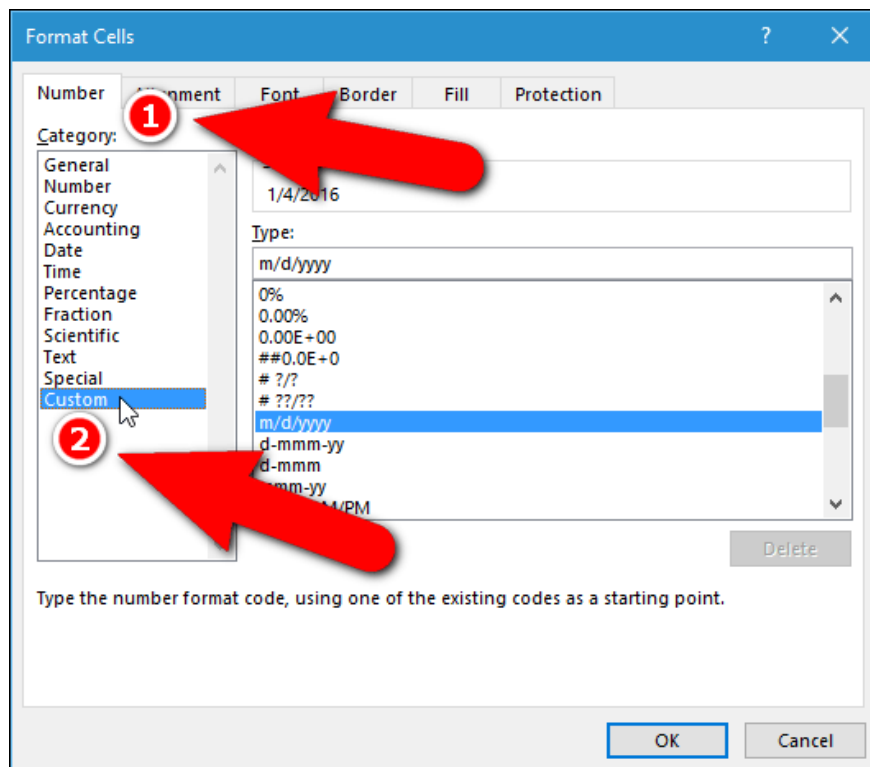 Format Cells ?
Number Font Border Fill Protection
1
Category:
General
Number
Currency
Accounting
Date
Time
Percentage
Fraction
Scientific
Text
Special
Custom
2
1/4/2016
Type:
m/d/yyyy
0%
0.00%
0.00E+00
##0.0E+0
# ?/?
# ??/??
m/d/yyyy
d-mmm-yy
d-mmm
Delete
Type the number format code, using one of the existing codes as a starting point.
OK Cancel